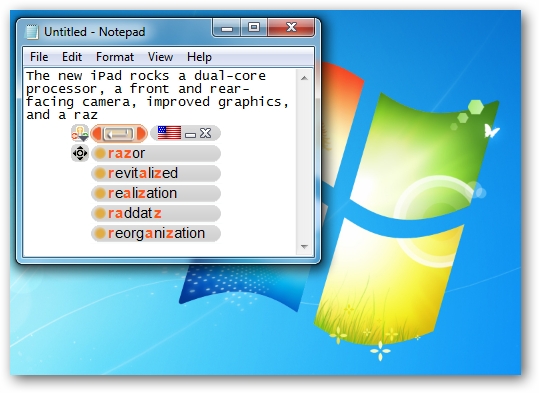 Untitled - Notepad
File Edit Format View Help
The new iPad rocks a dual-core
processor, a front and rear-
facing camera, improved graphics,
and a raz
razor
revitalized
realization
raddatz
reorganization